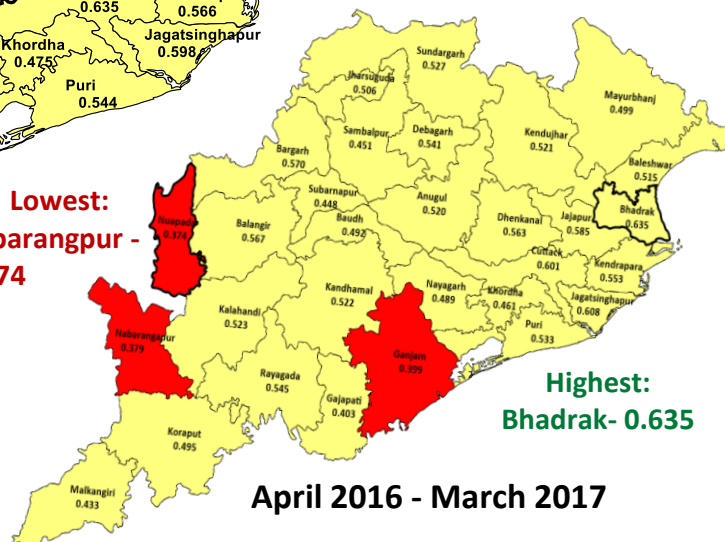 0.635
0.566
Khordha
0.475
Jagatsinghapur
0.598
Puri
0.544
Sundargarh
0.527
Jharsuguda
0.506
Mayurbhanj
0.499
Sambalpur
0.451
Debagarh
0.541
Kendujhar
0.521
Bargarh
0.570
Baleshwar
0.515
Lowest:
barangpur -
74
Nuapada
0.374
Subarnapur
0.448
Anugul
0.520
Bhadrak
0.635
Balangir
0.567
Baudh
0.492
Dhenkanal
0.563
Jajapur
0.585
Cuttack
0.601
Kendrapara
0.553
Kandhamal
0.522
Nayagarh
0.489
Khordha
0.461
Jagatsinghapur
0.608
Kalahandi
0.523
Puri
0.533
Nabarangapur
0.379
Ganjam
0.399
Rayagada
0.545
Gajapati
0.403
Highest:
Bhadrak- 0.635
Koraput
0.495
Malkangiri
0.433
April 2016 - March 2017